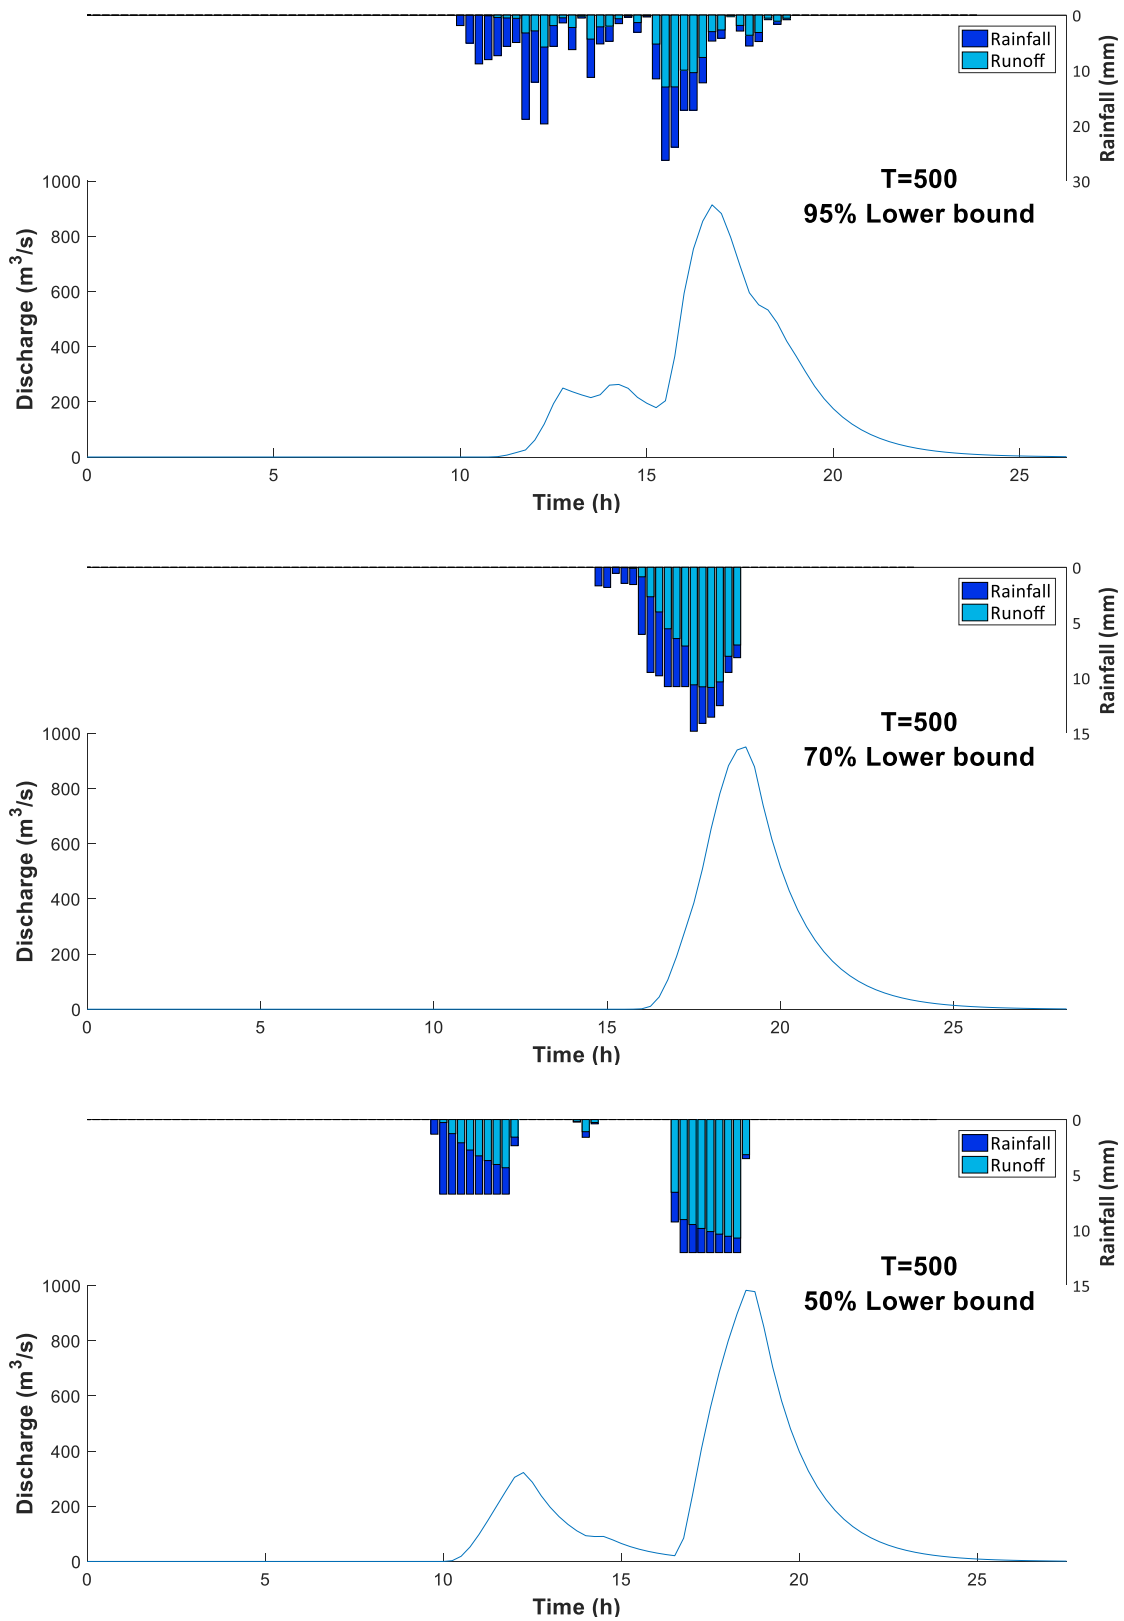 0
10
20
30
Rainfall (mm)
Rainfall
Runoff
T=500
95% Lower bound
1000
800
600
400
200
0
Discharge (m³/s)
0 5 10 15 20 25
Time (h)
0
5
10
15
Rainfall (mm)
Rainfall
Runoff
T=500
70% Lower bound
1000
800
600
400
200
0
Discharge (m³/s)
0 5 10 15 20 25
Time (h)
0
5
10
15
Rainfall (mm)
Rainfall
Runoff
T=500
50% Lower bound
1000
800
600
400
200
0
Discharge (m³/s)
0 5 10 15 20 25
Time (h)